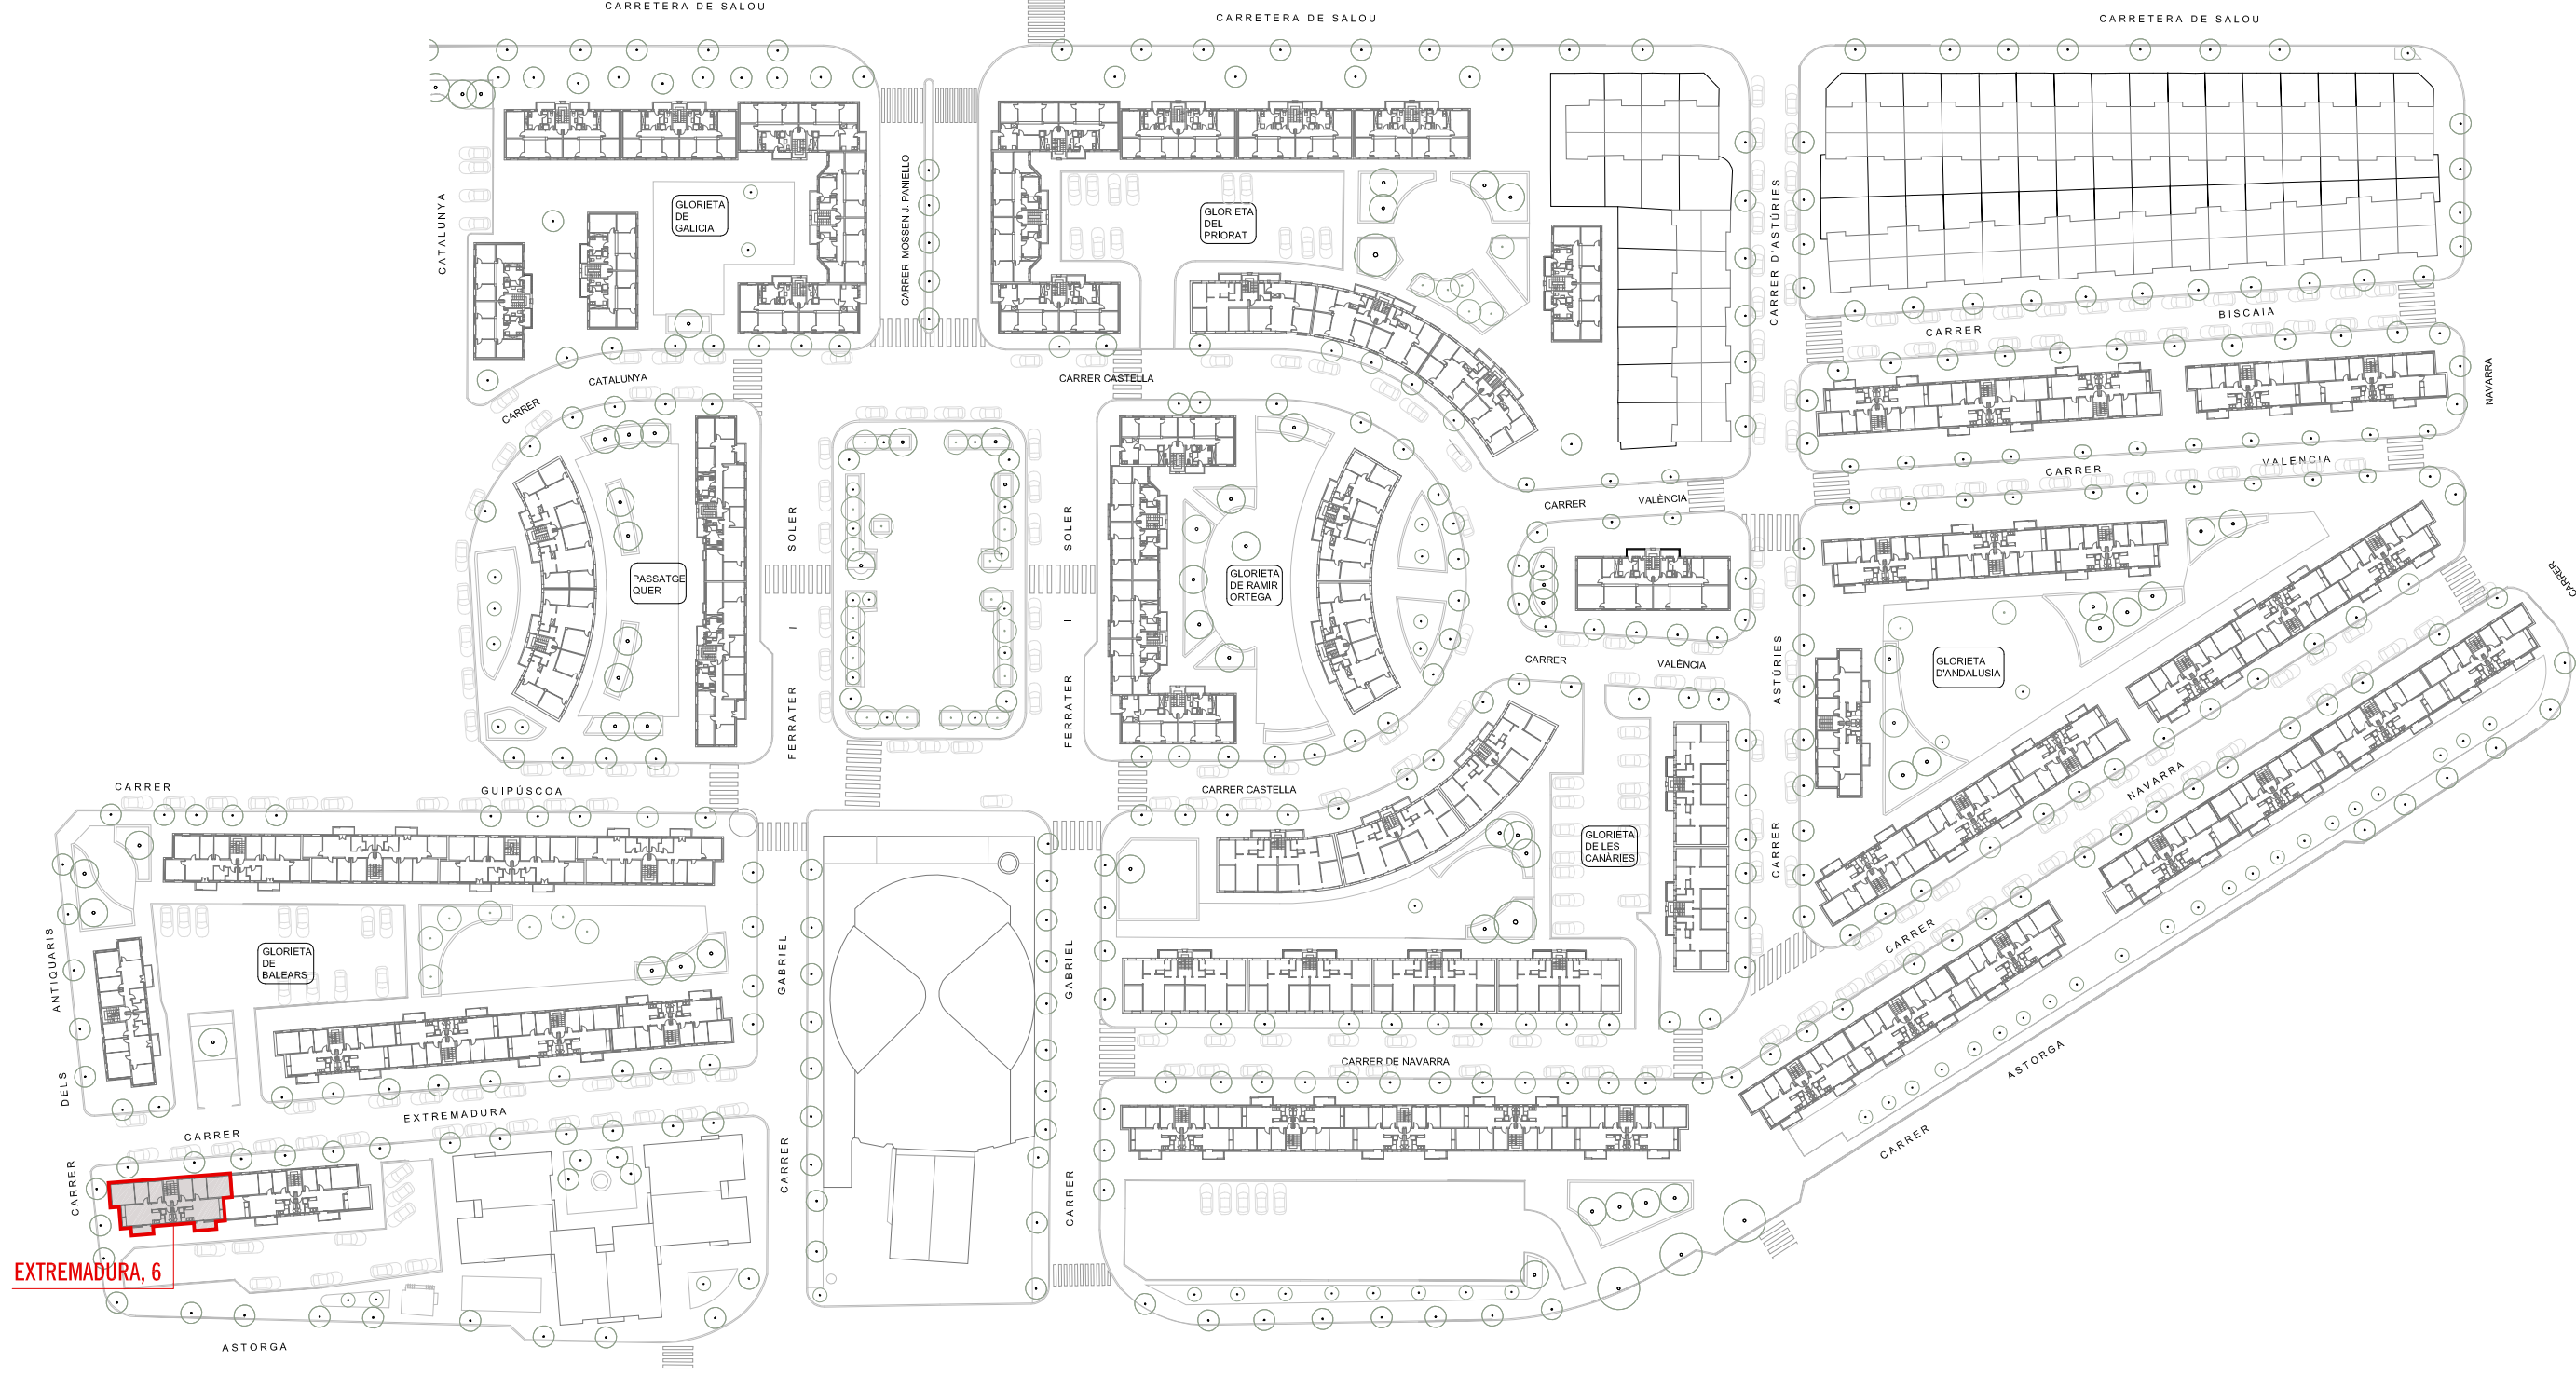 CARRETERA DE SALOU
CARRETERA DE SALOU
CARRETERA DE SALOU
CATALUNYA
GLORIETA
DE
GALICIA
CARRER MOSSEN J. PANIELLO
GLORIETA
DEL
PRIORAT
CARRER D'ASTÚRIES
CARRER
BISCAIA
NAVARRA
CARRER
CATALUNYA
CARRER CASTELLA
CARRER
VALÈNCIA
CARRER
VALÈNCIA
PASSATGE
QUER
FERRATER I SOLER
FERRATER I SOLER
GLORIETA
DE RAMIR
ORTEGA
CARRER
VALÈNCIA
ASTÚRIES
CARRER
GLORIETA
D'ANDALUSIA
CARRER
NAVARRA
CARRER
CARRER
GUIPÚSCOA
CARRER CASTELLA
GLORIETA
DE LES
CANÀRIES
ANTIQUARIS
DELS
CARRER
GLORIETA
DE
BALEARS
GABRIEL
CARRER
GABRIEL
CARRER
CARRER DE NAVARRA
CARRER
EXTREMADURA
ASTORGA
CARRER
EXTREMADURA, 6
ASTORGA